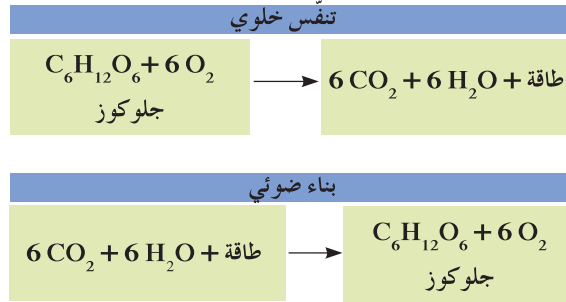 تنفّس خلوي
C₆H₁₂O₆ + 6 O₂ → 6 CO₂ + 6 H₂O + طاقة
جلوكوز
بناء ضوئي
6 CO₂ + 6 H₂O + طاقة → C₆H₁₂O₆ + 6 O₂
جلوكوز